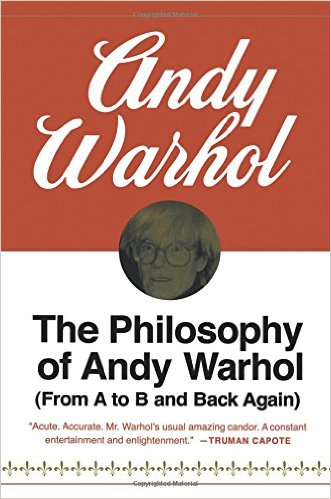 Andy
Warhol
The Philosophy
of Andy Warhol
(From A to B and Back Again)
"Acute. Accurate. Mr. Warhol's usual amazing candor. A constant
entertainment and enlightenment." —TRUMAN CAPOTE